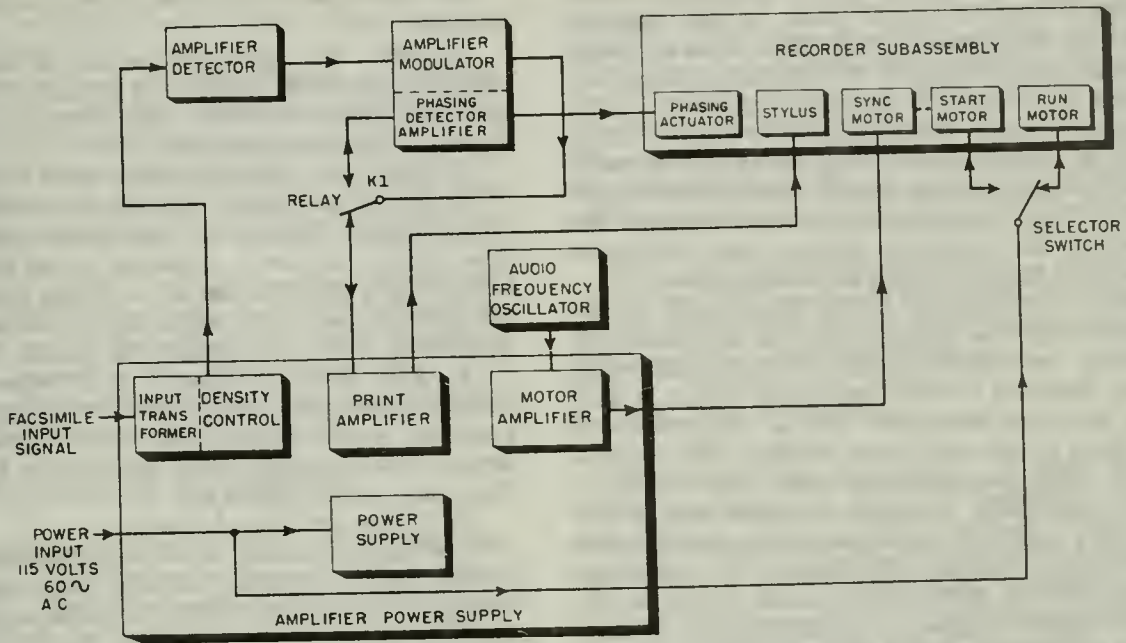 AMPLIFIER
DETECTOR
AMPLIFIER
MODULATOR
PHASING
DETECTOR
AMPLIFIER
RECORDER SUBASSEMBLY
PHASING
ACTUATOR
STYLUS
SYNC
MOTOR
START
MOTOR
RUN
MOTOR
RELAY
K1
SELECTOR
SWITCH
AUDIO
FREQUENCY
OSCILLATOR
FACSIMILE
INPUT
SIGNAL
INPUT
TRANS
FORMER
DENSITY
CONTROL
PRINT
AMPLIFIER
MOTOR
AMPLIFIER
POWER
INPUT
115 VOLTS
60∿
A C
POWER
SUPPLY
AMPLIFIER POWER SUPPLY